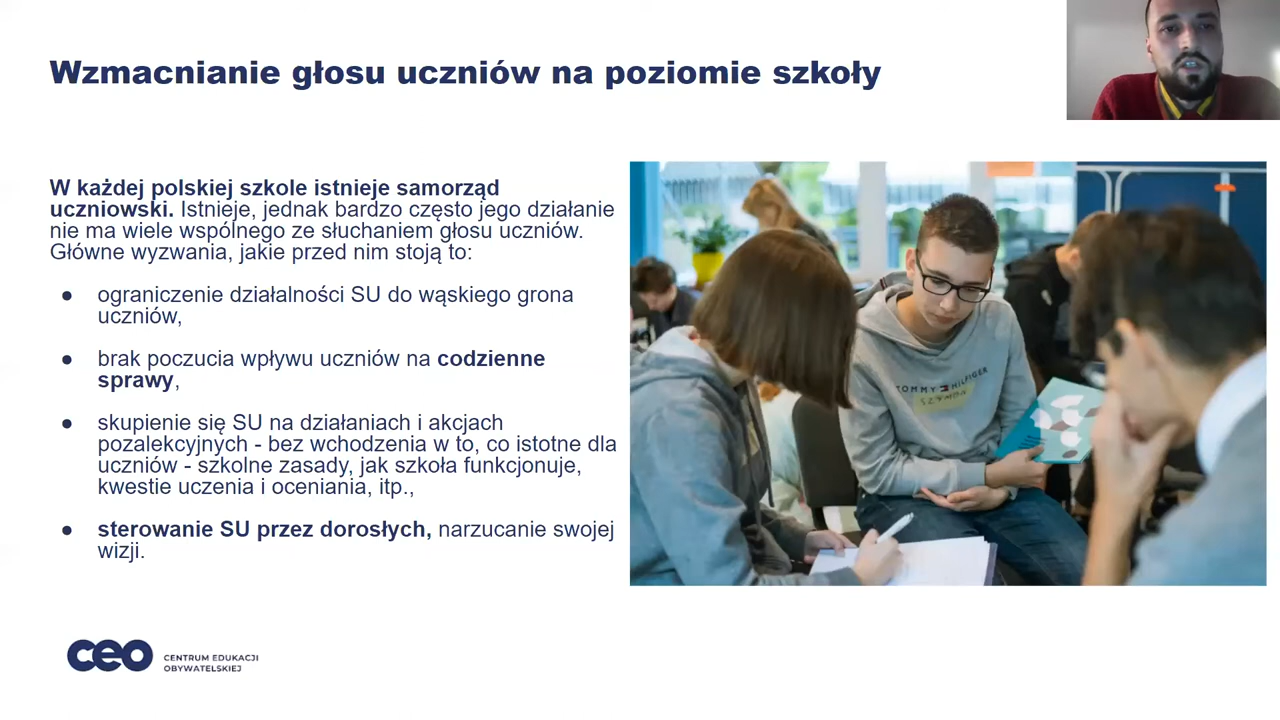 Wzmacnianie głosu uczniów na poziomie szkoły
W każdej polskiej szkole istnieje samorząd
uczniowski. Istnieje, jednak bardzo często jego działanie
nie ma wiele wspólnego ze słuchaniem głosu uczniów.
Główne wyzwania, jakie przed nim stoją to:
● ograniczenie działalności SU do wąskiego grona
uczniów,
● brak poczucia wpływu uczniów na codzienne
sprawy,
● skupienie się SU na działaniach i akcjach
pozalekcyjnych - bez wchodzenia w to, co istotne dla
uczniów - szkolne zasady, jak szkoła funkcjonuje,
kwestie uczenia i oceniania, itp.,
● sterowanie SU przez dorosłych, narzucanie swojej
wizji.
TOMMY HILFIGER
SZYMON
ceo CENTRUM EDUKACJI
OBYWATELSKIEJ